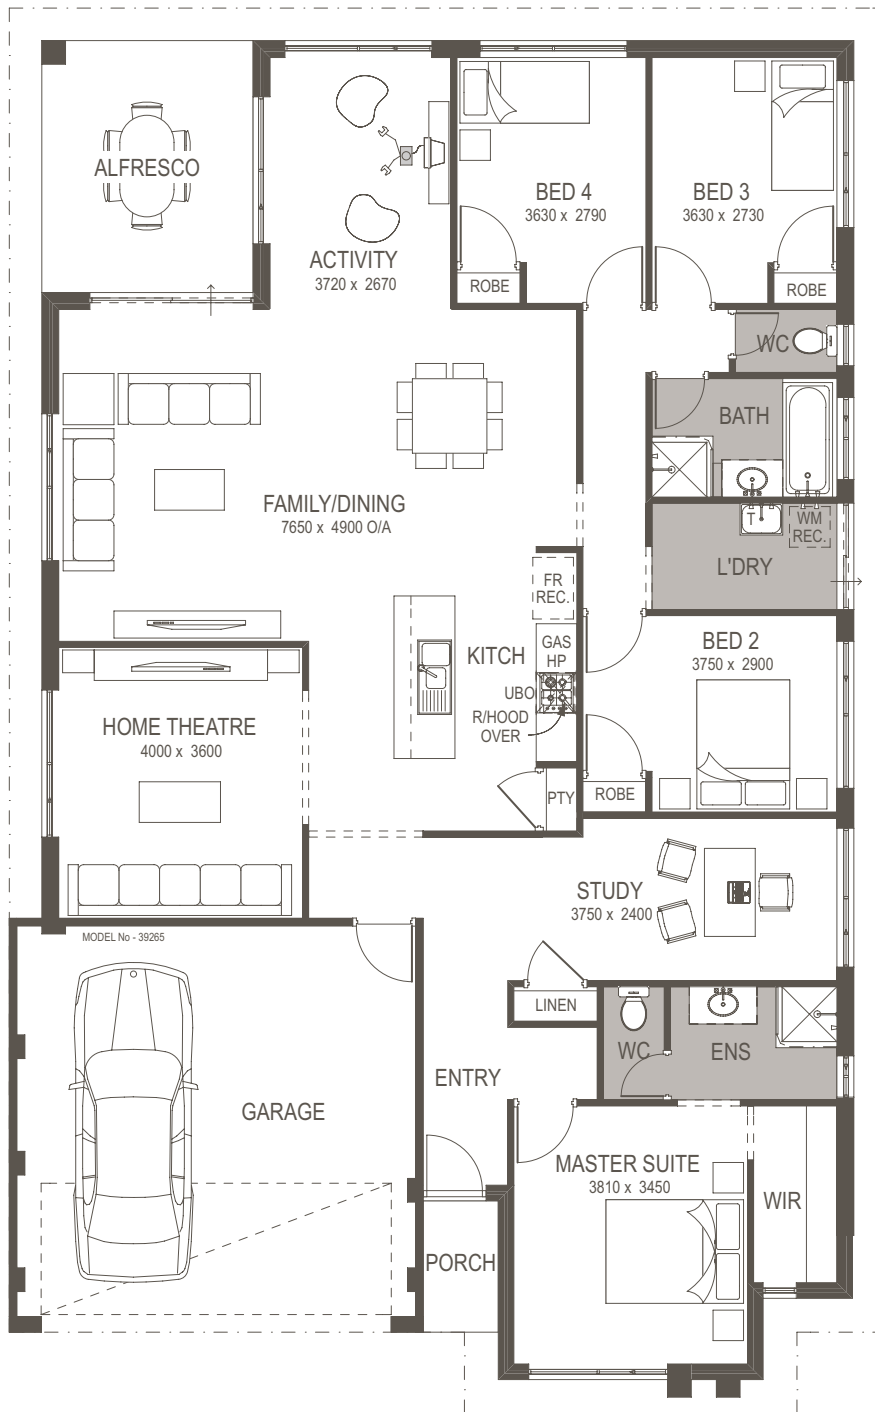 ALFRESCO
ACTIVITY
3720 x 2670
BED 4
3630 x 2790
ROBE
BED 3
3630 x 2730
ROBE
WC
BATH
FAMILY/DINING
7650 x 4900 O/A
T
WM
REC.
L'DRY
FR
REC.
GAS
HP
KITCH
UBO
R/HOOD
OVER
PTY
BED 2
3750 x 2900
ROBE
HOME THEATRE
4000 x 3600
STUDY
3750 x 2400
MODEL No - 39265
LINEN
WC
ENS
ENTRY
GARAGE
MASTER SUITE
3810 x 3450
WIR
PORCH